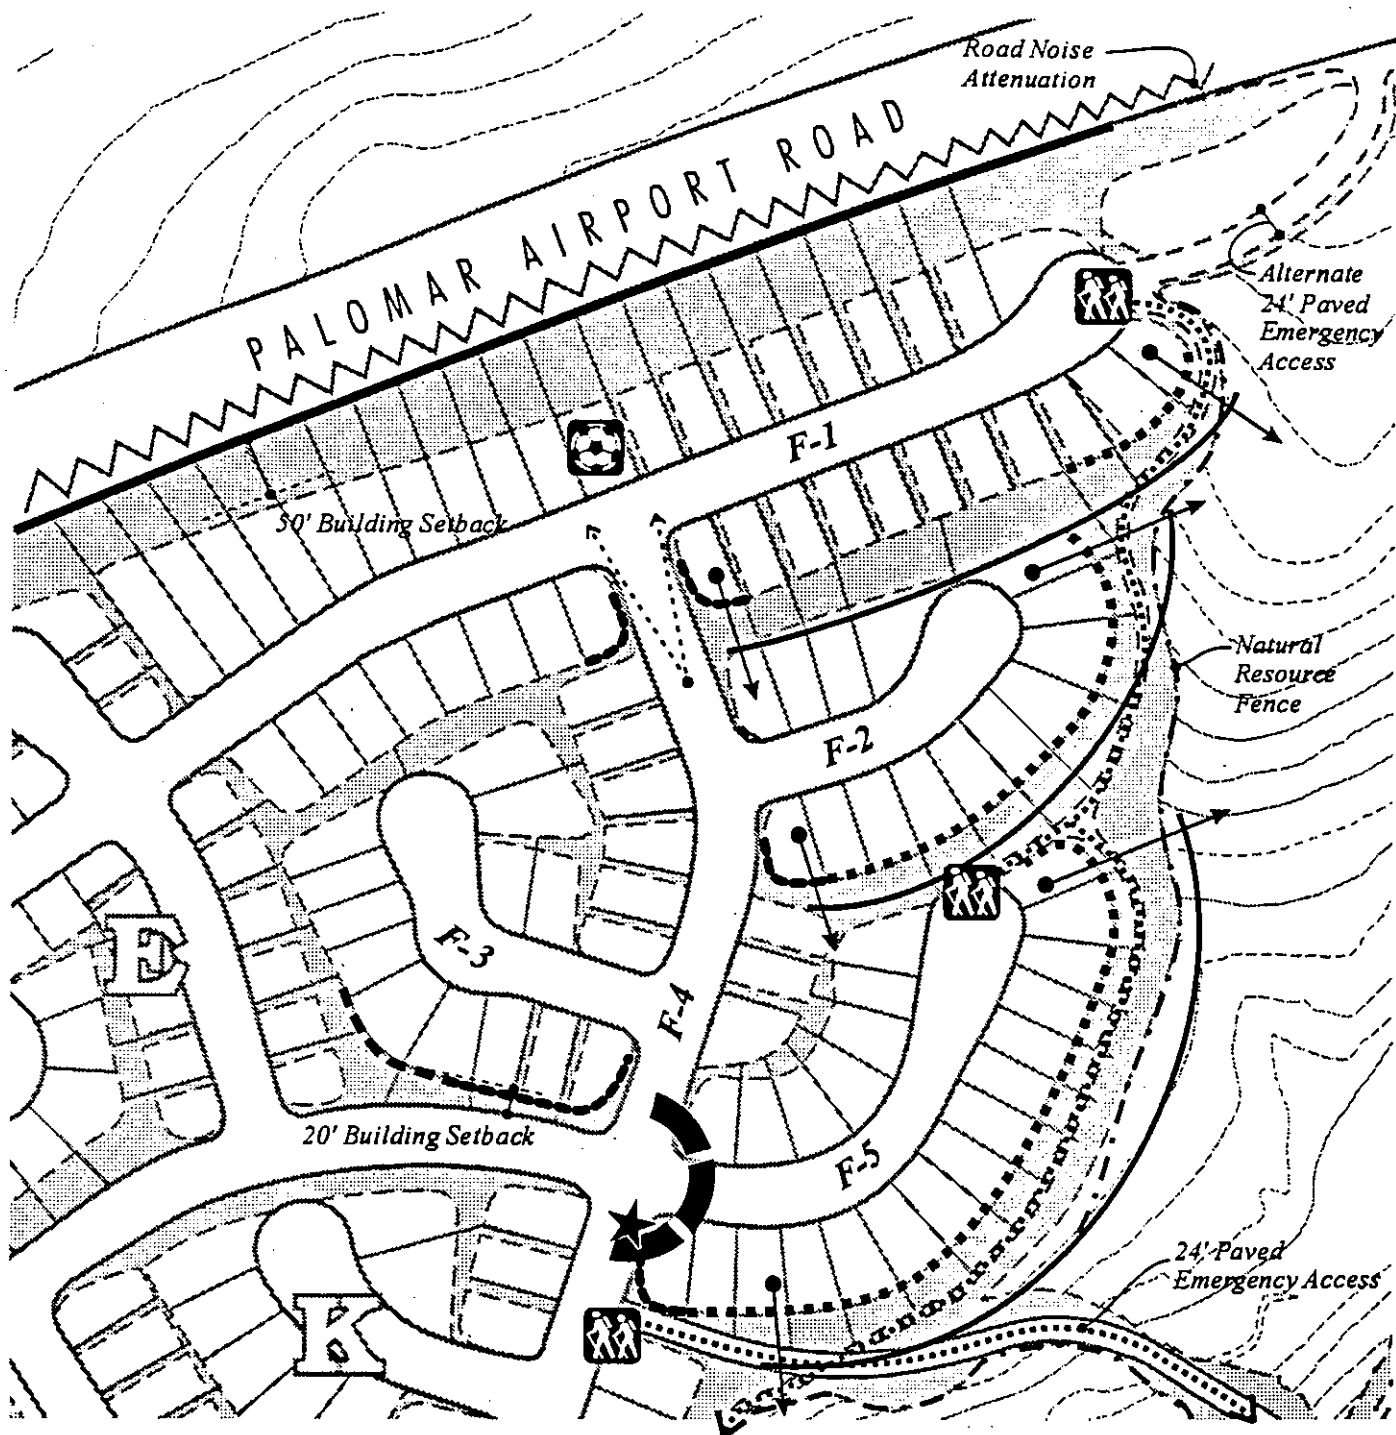 Road Noise
Attenuation
PALOMAR AIRPORT ROAD
Alternate
24' Paved
Emergency
Access
F-1
50' Building Setback
Natural
Resource
Fence
F-2
E
F-3
F-4
20' Building Setback
F-5
24' Paved
Emergency Access
K